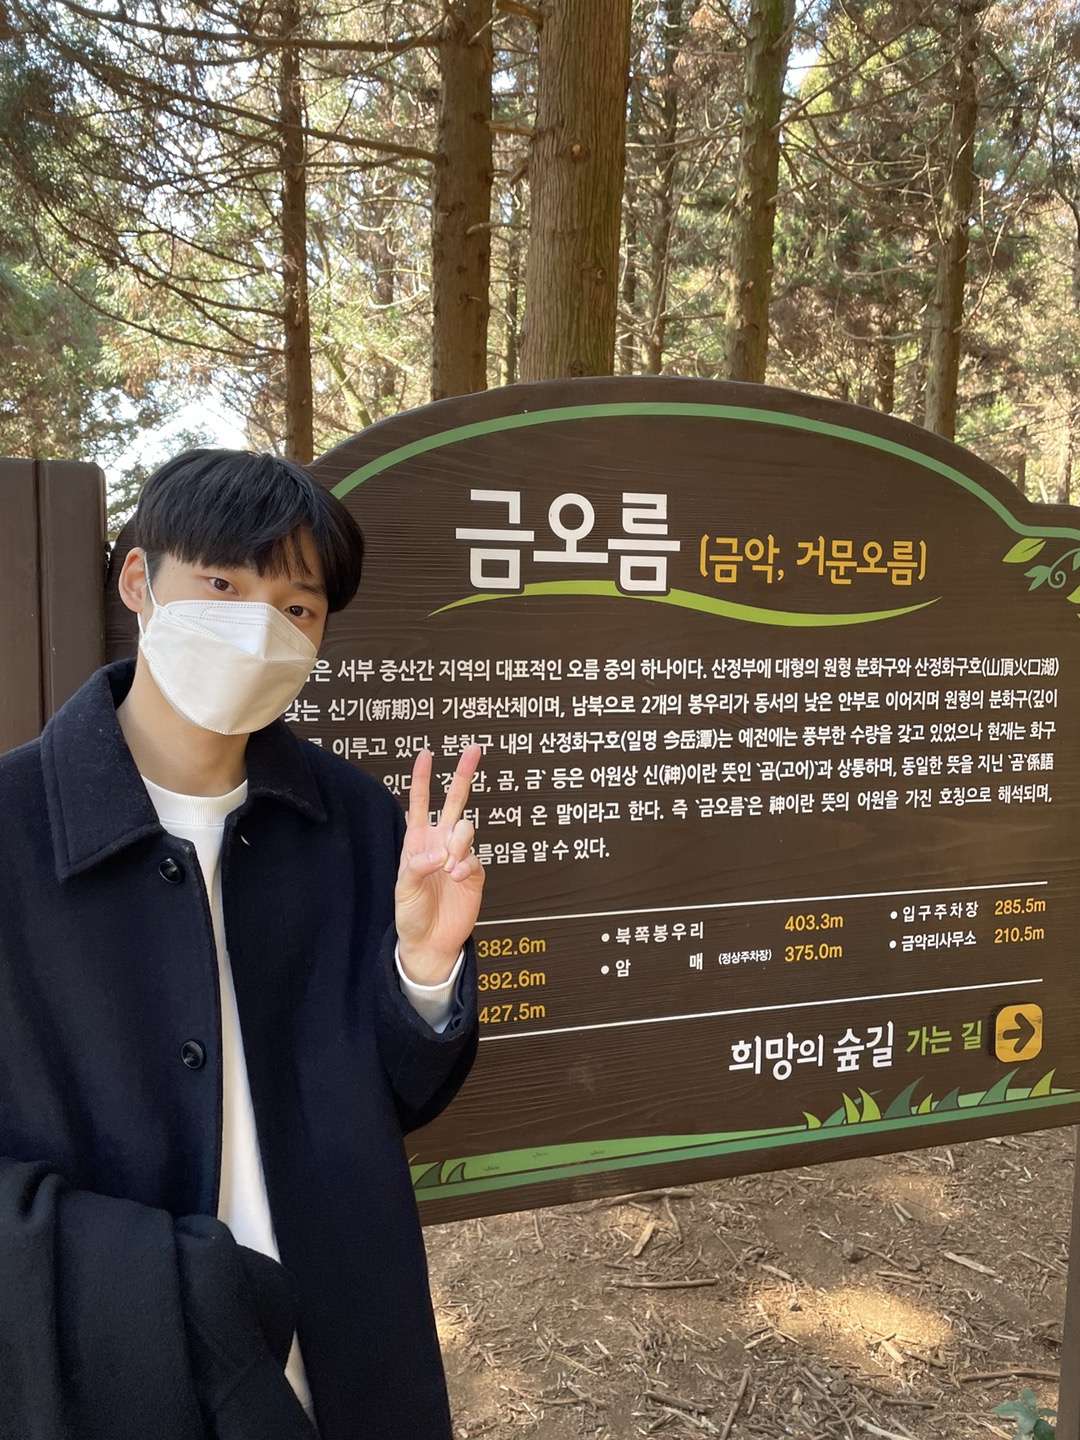 금오름 (금악, 거문오름)
은 서부 중산간 지역의 대표적인 오름 중의 하나이다. 산정부에 대형의 원형 분화구와 산정화구호(山頂火口湖)
갖는 신기(新期)의 기생화산체이며, 남북으로 2개의 봉우리가 동서의 낮은 안부로 이어지며 원형의 분화구(깊이
를 이루고 있다. 분화구 내의 산정화구호(일명 今岳潭)는 예전에는 풍부한 수량을 갖고 있었으나 현재는 화구
있다. `검, 감, 곰, 금` 등은 어원상 신(神)이란 뜻인 `곰(고어)`과 상통하며, 동일한 뜻을 지닌 `곰`係語
터 쓰여 온 말이라고 한다. 즉 `금오름`은 神이란 뜻의 어원을 가진 호칭으로 해석되며,
오름임을 알 수 있다.
382.6m • 북쪽봉우리 403.3m • 입구주차장 285.5m
392.6m • 암 매 (정상주차장) 375.0m • 금악리사무소 210.5m
427.5m
희망의 숲길 가는 길